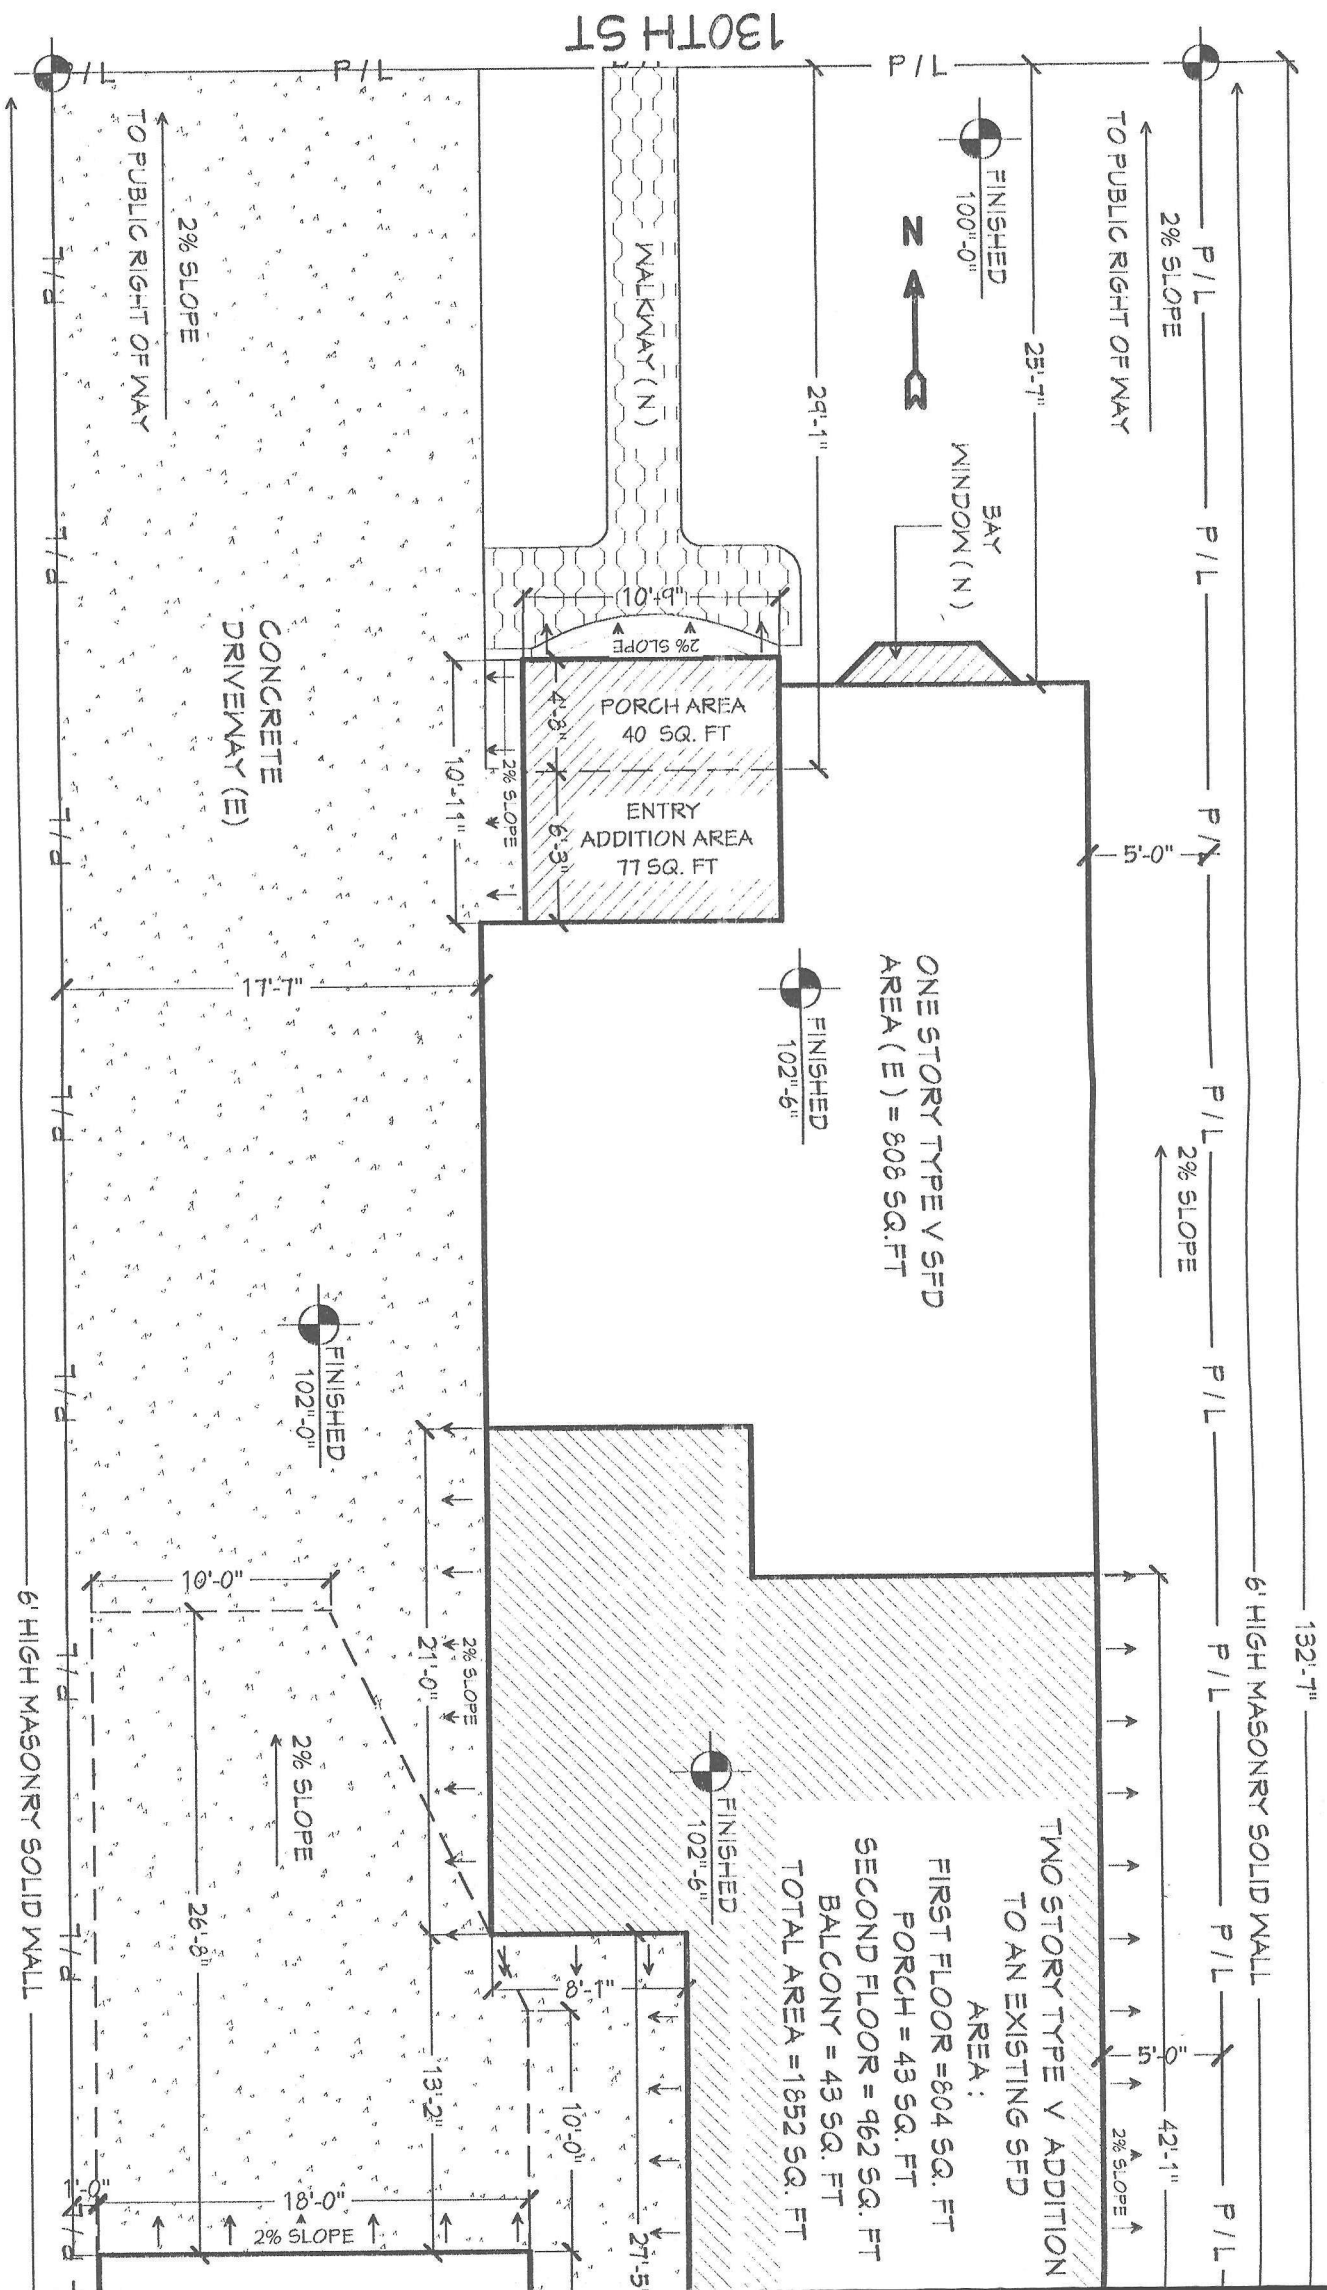 130TH ST
P/L
P/L
P/L
132'-7"
6' HIGH MASONRY SOLID WALL
P/L
P/L
P/L
P/L
P/L
P/L
P/L
P/L
2% SLOPE
TO PUBLIC RIGHT OF WAY
2% SLOPE
5'-0"
5'-0"
42'-1"
2% SLOPE
25'-7"
FINISHED
100"-0"
N
BAY
WINDOW (N)
29'-1"
WALKWAY (N)
10'-9"
2% SLOPE
PORCH AREA
40 SQ. FT
4'-8"
ENTRY
ADDITION AREA
77 SQ. FT
6'-3"
2% SLOPE
10'-11"
ONE STORY TYPE V SFD
AREA ( E ) = 808 SQ.FT
FINISHED
102"-6"
TWO STORY TYPE V ADDITION
TO AN EXISTING SFD
AREA :
FIRST FLOOR = 804 SQ. FT
PORCH = 43 SQ. FT
SECOND FLOOR = 962 SQ. FT
BALCONY = 43 SQ. FT
TOTAL AREA = 1852 SQ. FT
FINISHED
102"-6"
8'-1"
27'-5
10'-0"
13'-2"
21'-0"
2% SLOPE
17'-7"
2% SLOPE
TO PUBLIC RIGHT OF WAY
CONCRETE
DRIVEWAY (E)
FINISHED
102"-0"
10'-0"
2% SLOPE
26'-8"
18'-0"
2% SLOPE
1'-0"
P/L
P/L
P/L
P/L
P/L
P/L
P/L
P/L
6' HIGH MASONRY SOLID WALL